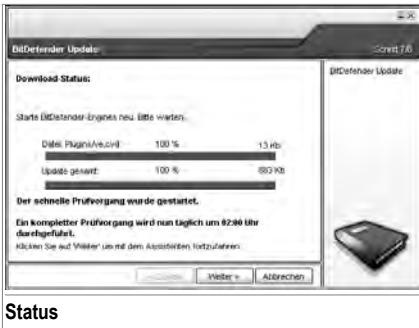 BitDefender Update
Schritt 7/8
Download-Status:
BitDefender Update
Starte BitDefender-Engines neu. Bitte warten.
Datei: Plugins/ve.cvd 100 % 13 Kb
Update gesamt: 100 % Kb
Der schnelle Prüfvorgang wurde gestartet.
Ein kompletter Prüfvorgang wird nun täglich um 02:00 Uhr
durchgeführt.
Klicken Sie auf 'Weiter' um mit dem Assistenten fortzufahren.
Weiter > Abbrechen
Status